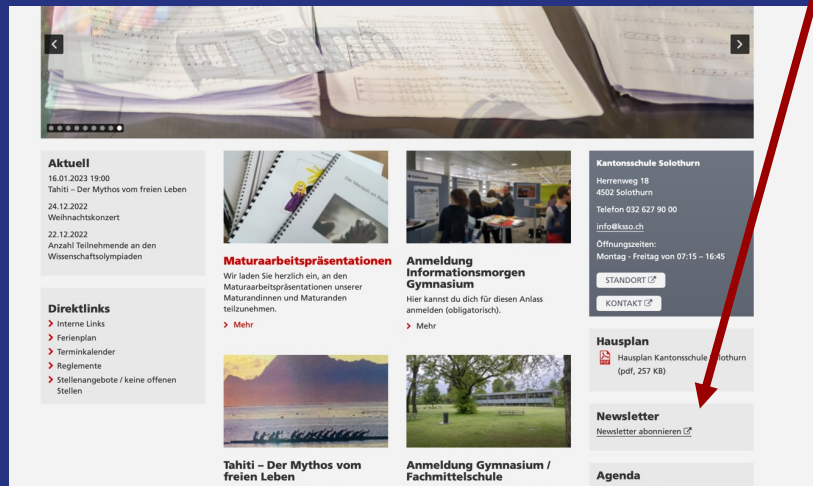 Aktuell
16.01.2023 19:00
Tahiti – Der Mythos vom freien Leben
24.12.2022
Weihnachtskonzert
22.12.2022
Anzahl Teilnehmende an den
Wissenschaftsolympiaden
Direktlinks
Interne Links
Ferienplan
Terminkalender
Reglemente
Stellenangebote / keine offenen
Stellen
Maturaarbeitspräsentationen
Wir laden Sie herzlich ein, an den
Maturaarbeitspräsentationen unserer
Maturandinnen und Maturanden
teilzunehmen.
Mehr
Tahiti – Der Mythos vom
freien Leben
Anmeldung
Informationsmorgen
Gymnasium
Hier kannst du dich für diesen Anlass
anmelden (obligatorisch).
Mehr
Anmeldung Gymnasium /
Fachmittelschule
Kantonsschule Solothurn
Herrenweg 18
4502 Solothurn
Telefon 032 627 90 00
info@ksso.ch
Öffnungszeiten:
Montag - Freitag von 07:15 – 16:45
STANDORT
KONTAKT
Hausplan
Hausplan Kantonsschule Solothurn
(pdf, 257 KB)
Newsletter
Newsletter abonnieren
Agenda